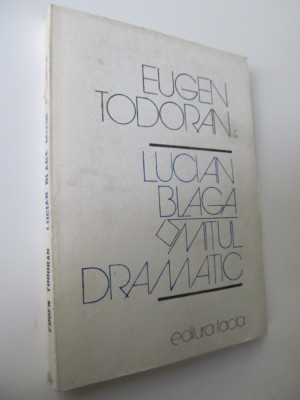 EUGEN
TODORAN
LUCIAN
BLAGA
MITUL
DRAMATIC
editura facla
EUGEN TODORAN LUCIAN BLAGA